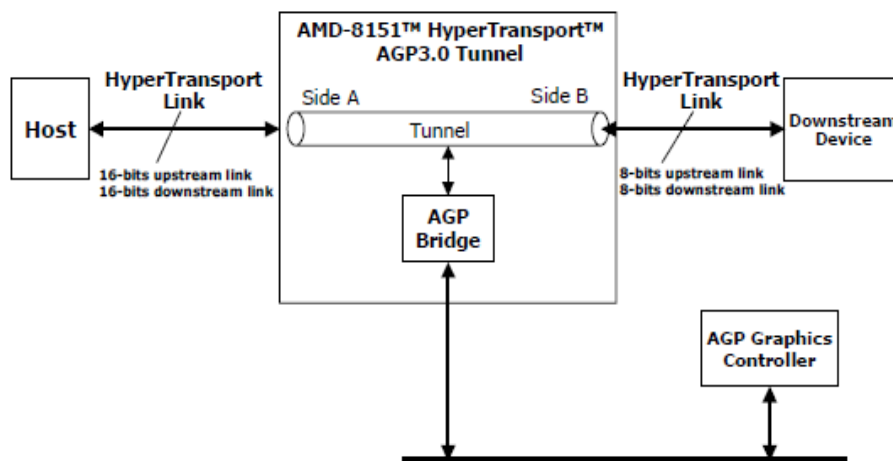 AMD-8151™ HyperTransport™
AGP3.0 Tunnel
HyperTransport
Link
Side A
Side B
HyperTransport
Link
Host
Tunnel
Downstream
Device
16-bits upstream link
16-bits downstream link
8-bits upstream link
8-bits downstream link
AGP
Bridge
AGP Graphics
Controller